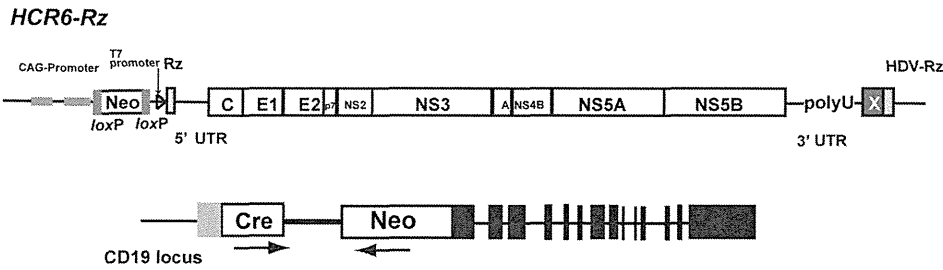 HCR6-Rz
CAG-Promoter
T7 promoter
Rz
HDV-Rz
Neo
C E1 E2 p7 NS2 NS3 A NS4B NS5A NS5B
polyU
X
loxP loxP
5' UTR
3' UTR
Cre
Neo
CD19 locus